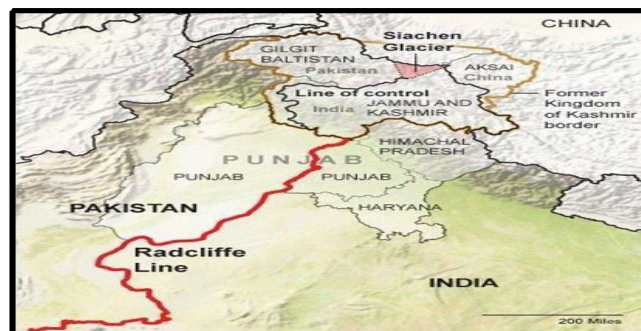 CHINA
Siachen
Glacier
GILGIT
BALTISTAN
Pakistan
AKSAI
China
Line of control
India
JAMMU AND
KASHMIR
Former
Kingdom
of Kashmir
border
HIMACHAL
PRADESH
PUNJAB
PUNJAB
PUNJAB
HARYANA
PAKISTAN
Radcliffe
Line
INDIA
200 Miles